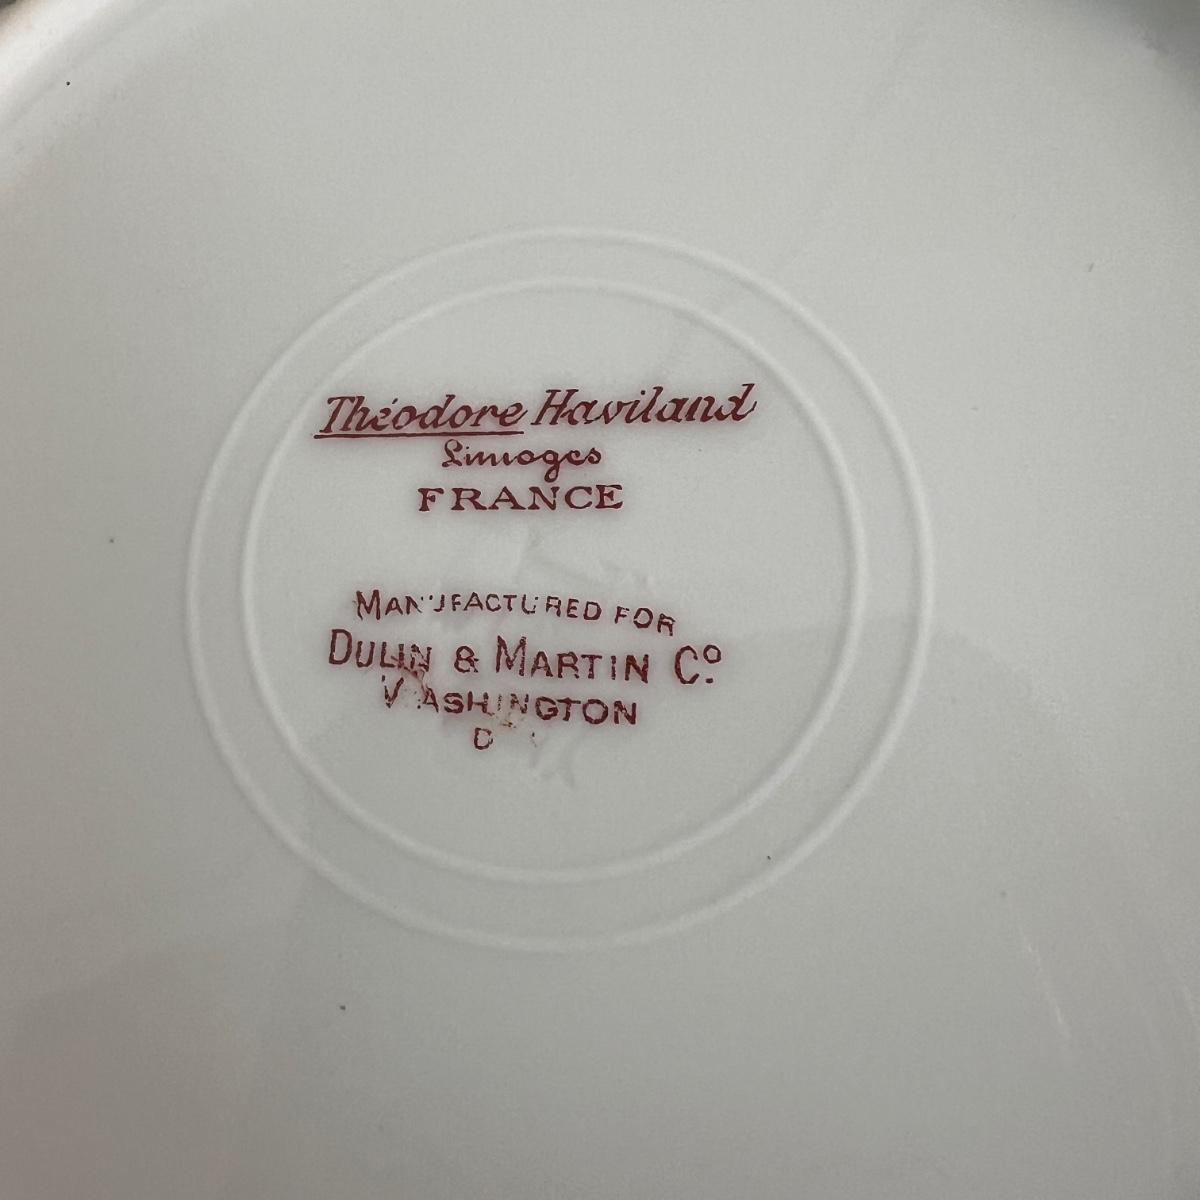 Théodore Haviland
Limoges
FRANCE
MANUFACTURED FOR
DULIN & MARTIN Co.
WASHINGTON
D